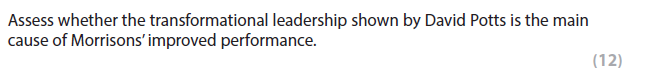 Assess whether the transformational leadership shown by David Potts is the main
cause of Morrisons’ improved performance.
(12)